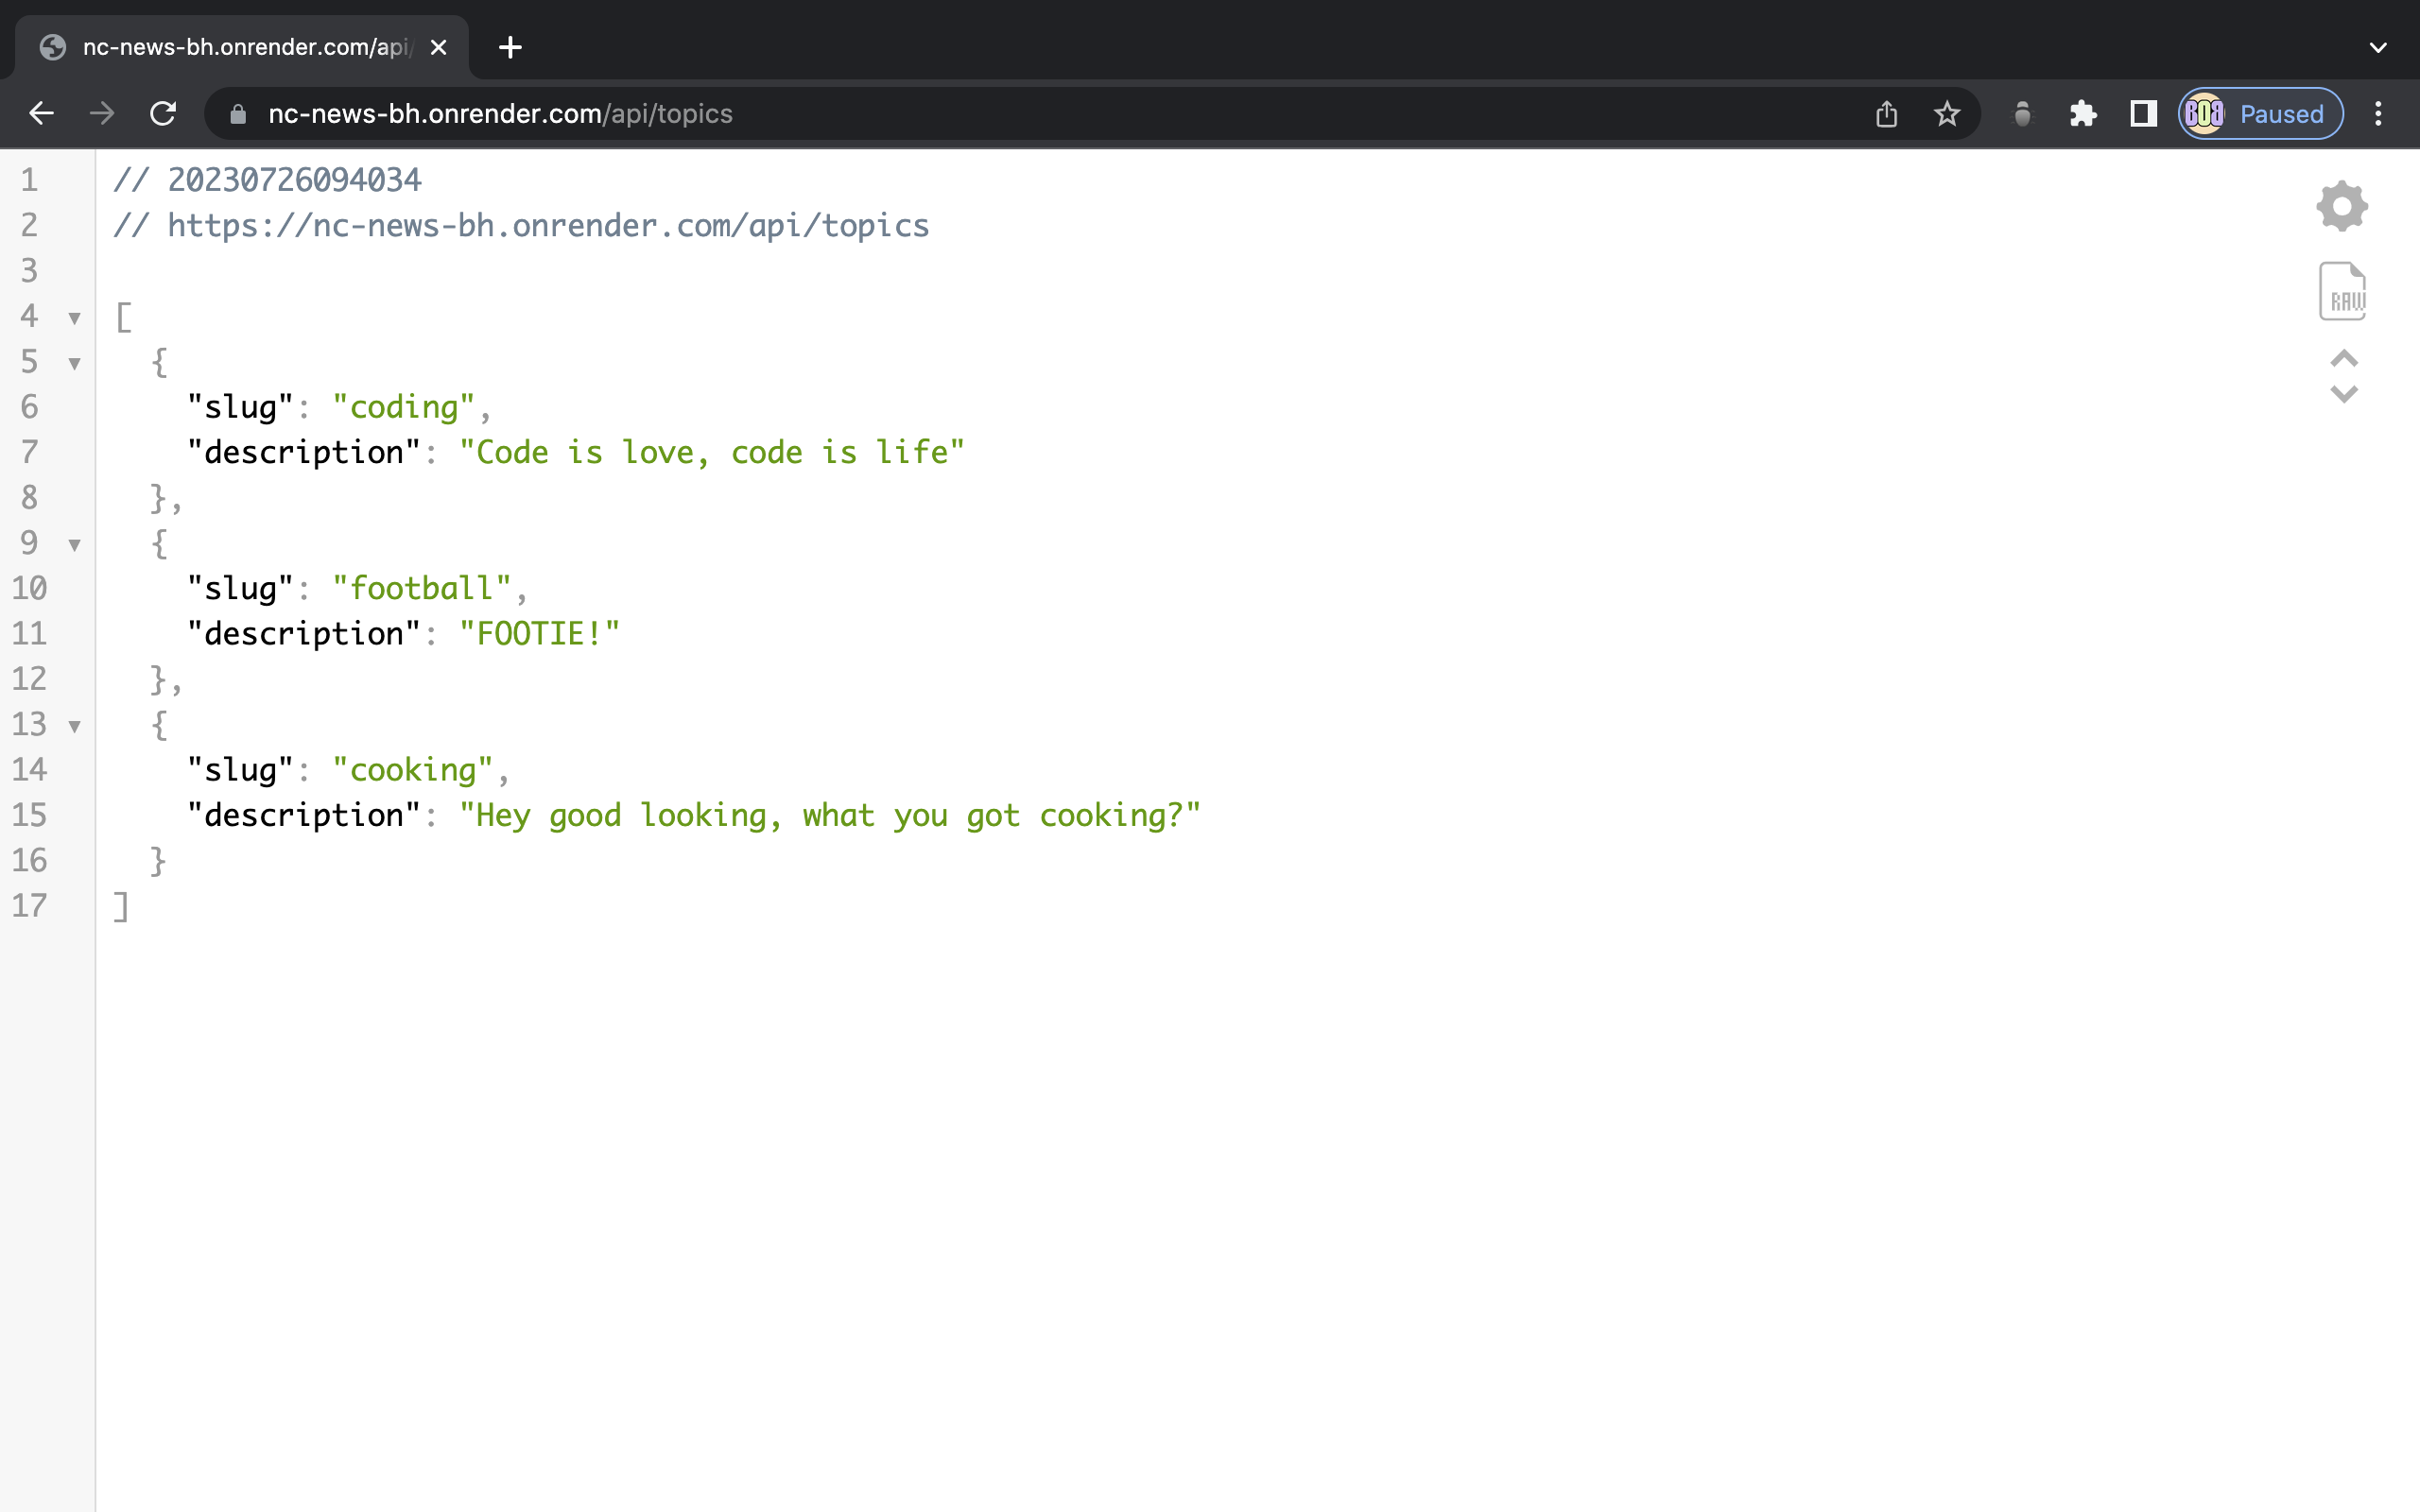 nc-news-bh.onrender.com/api/
nc-news-bh.onrender.com/api/topics
BOB Paused
1 // 20230726094034
2 // https://nc-news-bh.onrender.com/api/topics
3
4 [
5 {
6 "slug": "coding",
7 "description": "Code is love, code is life"
8 },
9 {
10 "slug": "football",
11 "description": "FOOTIE!"
12 },
13 {
14 "slug": "cooking",
15 "description": "Hey good looking, what you got cooking?"
16 }
17 ]
RAW